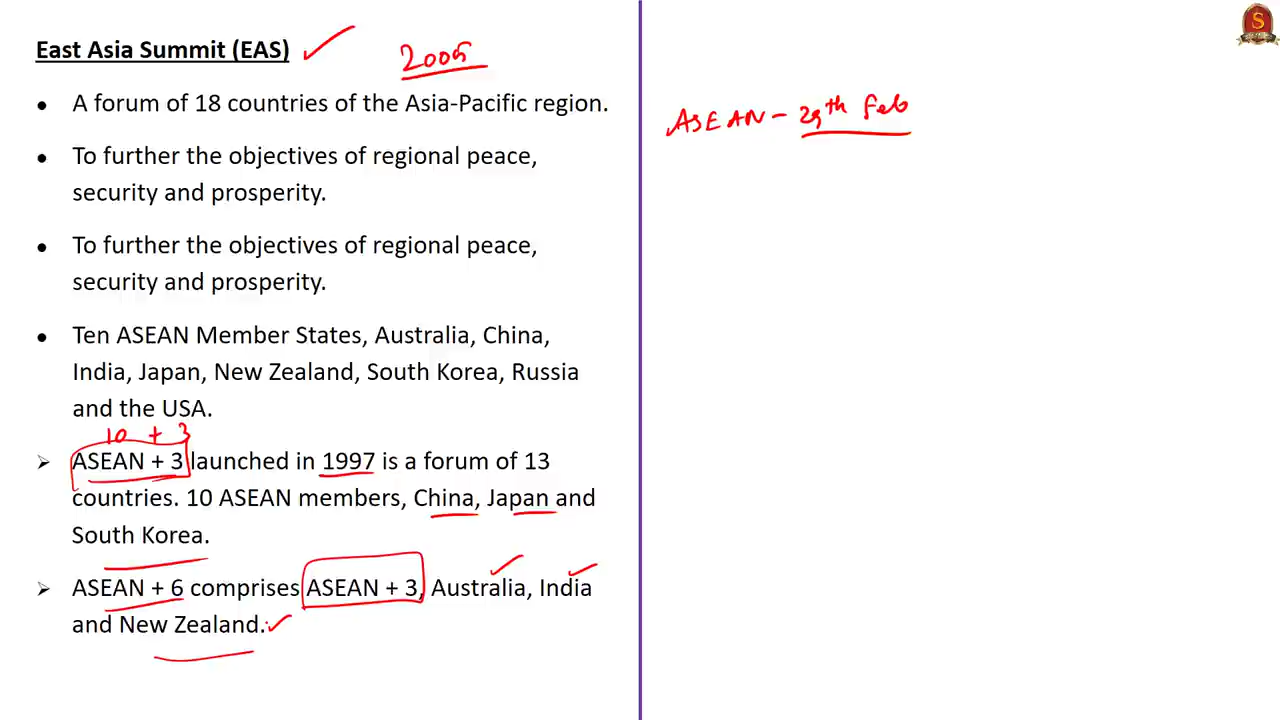 East Asia Summit (EAS)
2005
• A forum of 18 countries of the Asia-Pacific region.
• To further the objectives of regional peace,
security and prosperity.
• To further the objectives of regional peace,
security and prosperity.
• Ten ASEAN Member States, Australia, China,
India, Japan, New Zealand, South Korea, Russia
and the USA.
10 + 3
➢ ASEAN + 3 launched in 1997 is a forum of 13
countries. 10 ASEAN members, China, Japan and
South Korea.
➢ ASEAN + 6 comprises ASEAN + 3, Australia, India
and New Zealand.
ASEAN - 29th Feb
S